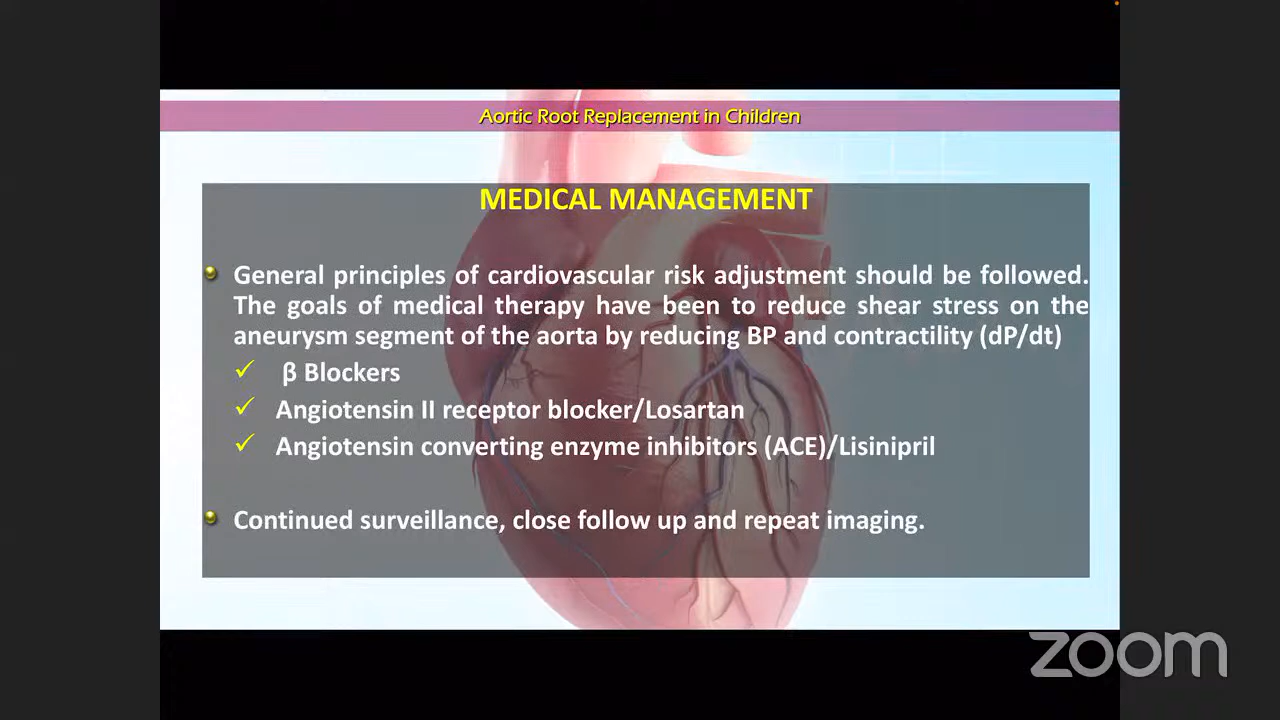 Aortic Root Replacement in Children
MEDICAL MANAGEMENT
General principles of cardiovascular risk adjustment should be followed.
The goals of medical therapy have been to reduce shear stress on the
aneurysm segment of the aorta by reducing BP and contractility (dP/dt)
β Blockers
Angiotensin II receptor blocker/Losartan
Angiotensin converting enzyme inhibitors (ACE)/Lisinipril
Continued surveillance, close follow up and repeat imaging.
zoom